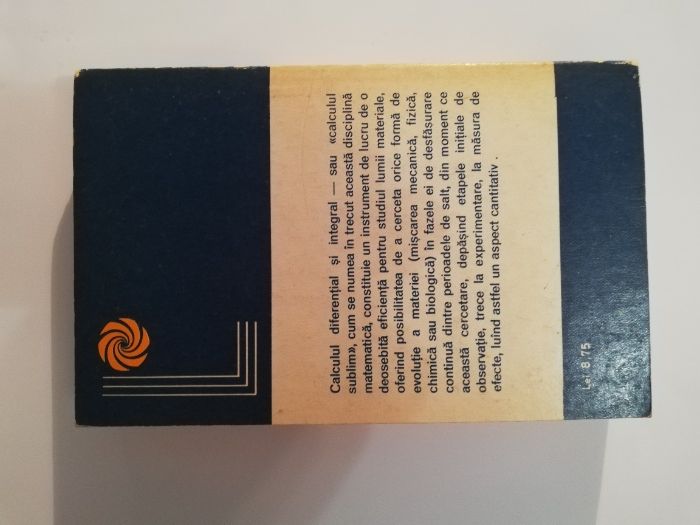 Calculul diferențial și integral — sau «calculul
sublim», cum se numea în trecut această disciplină
matematică, constituie un instrument de lucru de o
deosebită eficiență pentru studiul lumii materiale,
oferind posibilitatea de a cerceta orice formă de
evoluție a materiei (mișcarea mecanică, fizică,
chimică sau biologică) în fazele ei de desfășurare
continuă dintre perioadele de salt, din moment ce
această cercetare, depășind etapele inițiale de
observație, trece la experimentare, la măsura de
efecte, luînd astfel un aspect cantitativ .
Lei 8,75